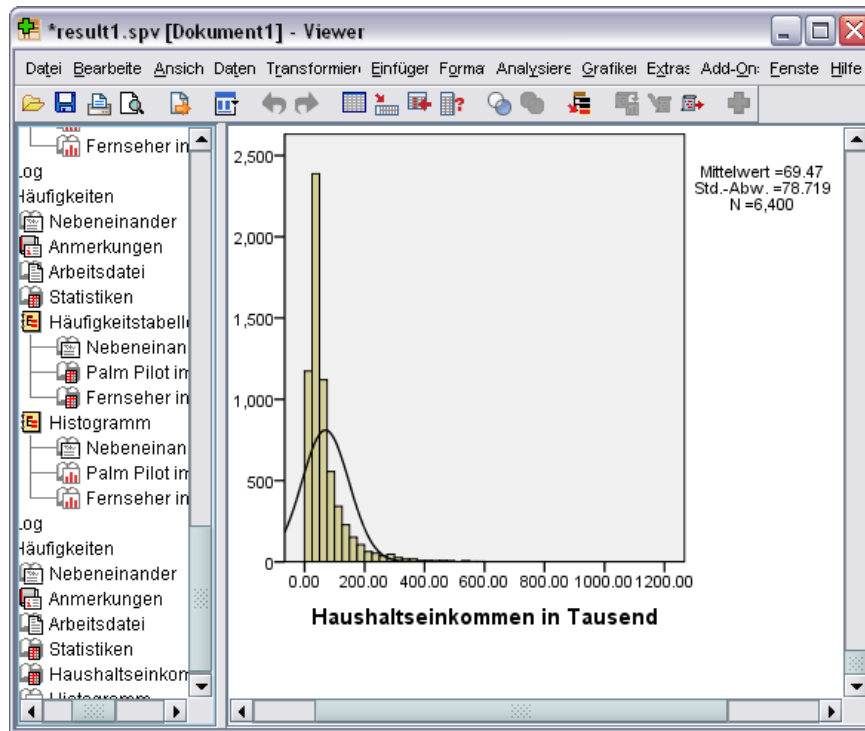 *result1.spv [Dokument1] - Viewer
Datei Bearbeite Ansich Daten Transformier Einfüger Format Analysiere Grafiker Extras Add-On: Fenste Hilfe
Fernseher in
Log
Häufigkeiten
Nebeneinander
Anmerkungen
Arbeitsdatei
Statistiken
Häufigkeitstabelle
Nebeneinan
Palm Pilot im
Fernseher in
Histogramm
Nebeneinan
Palm Pilot im
Fernseher in
Log
Häufigkeiten
Nebeneinander
Anmerkungen
Arbeitsdatei
Statistiken
Haushaltseinkom
Histogramm
2,500
2,000
1,500
1,000
500
0
0.00 200.00 400.00 600.00 800.00 1000.00 1200.00
Haushaltseinkommen in Tausend
Mittelwert =69.47
Std.-Abw. =78.719
N =6,400